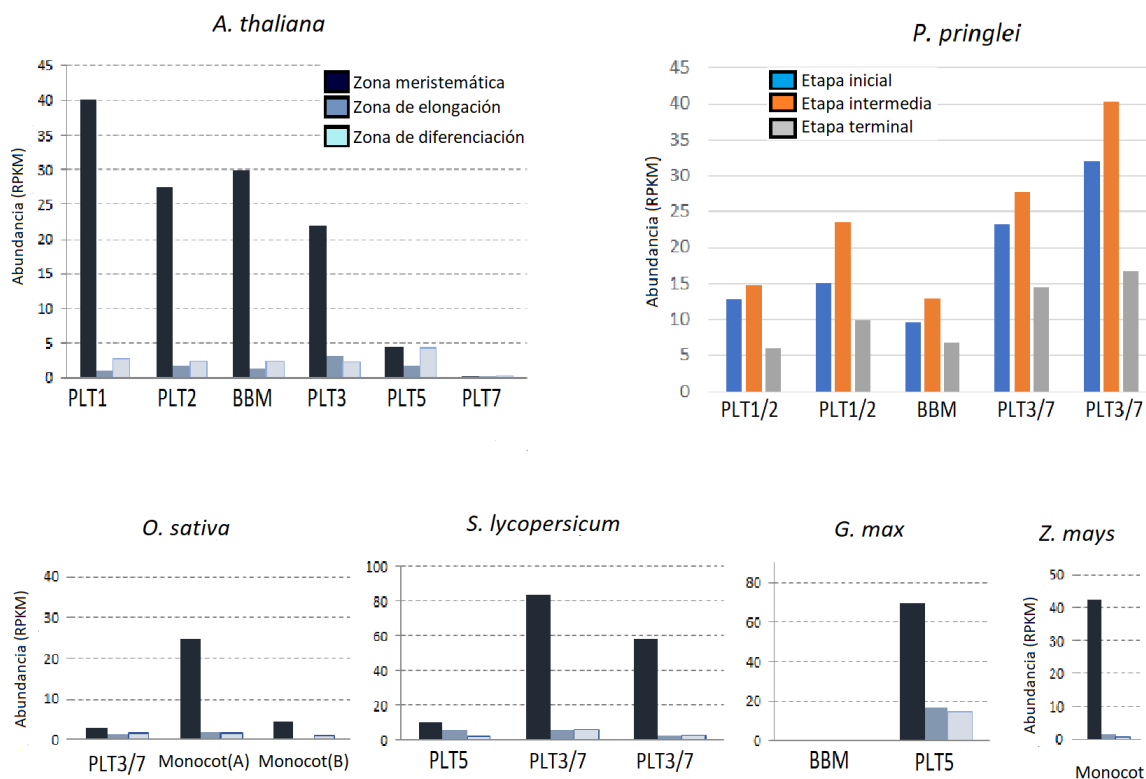 A. thaliana
Abundancia (RPKM)
45
40
35
30
25
20
15
10
5
0
Zona meristemática
Zona de elongación
Zona de diferenciación
PLT1 PLT2 BBM PLT3 PLT5 PLT7
P. pringlei
Abundancia (RPKM)
45
40
35
30
25
20
15
10
5
0
Etapa inicial
Etapa intermedia
Etapa terminal
PLT1/2 PLT1/2 BBM PLT3/7 PLT3/7
O. sativa
Abundancia (RPKM)
40
30
20
10
0
PLT3/7 Monocot(A) Monocot(B)
S. lycopersicum
100
80
60
40
20
0
PLT5 PLT3/7 PLT3/7
G. max
80
60
40
20
0
BBM PLT5
Z. mays
Abundancia (RPKM)
50
40
30
20
10
0
Monocot